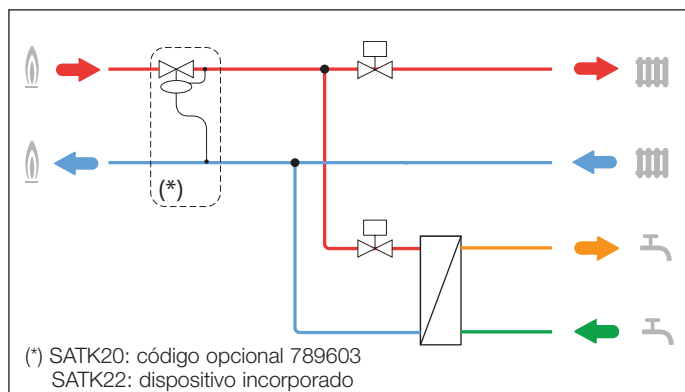 (*)
(*) SATK20: código opcional 789603
SATK22: dispositivo incorporado